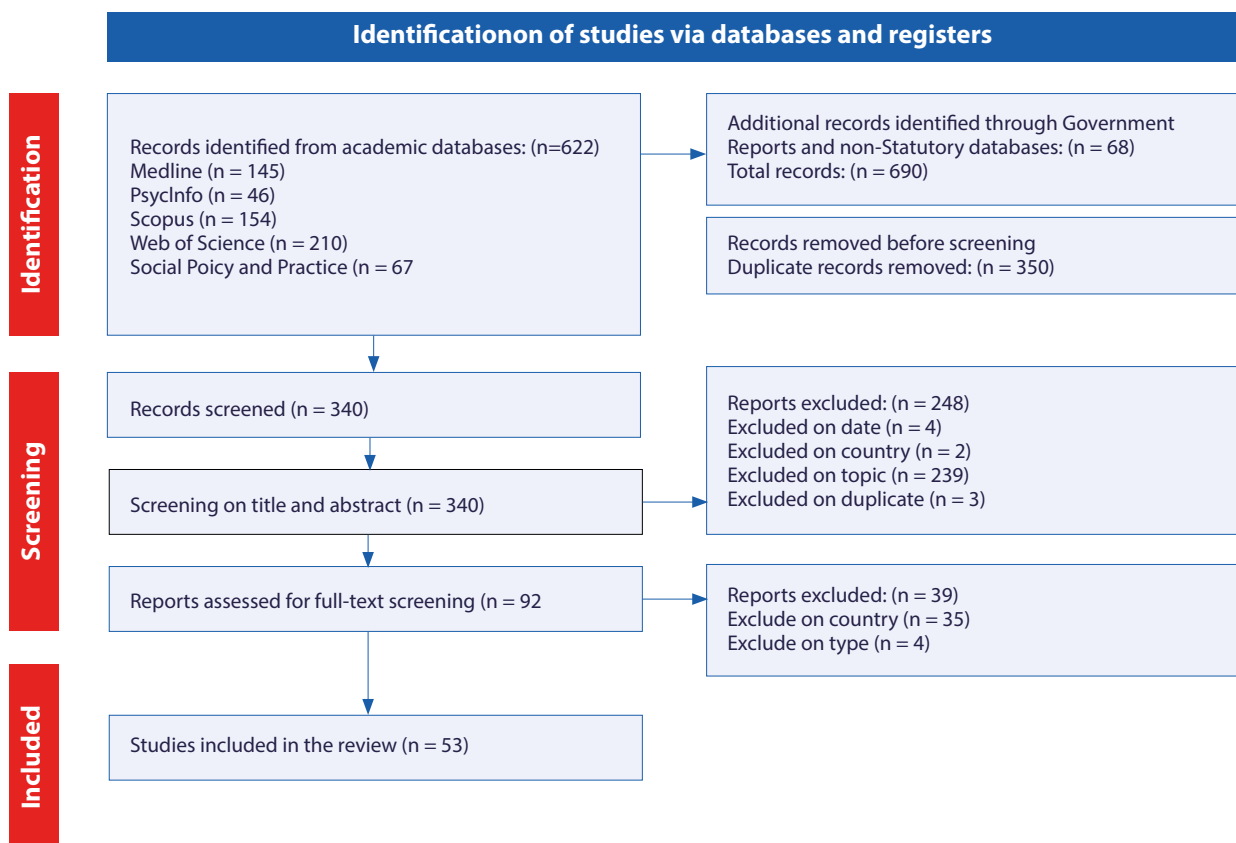 Identificationon of studies via databases and registers
Identification
Records identified from academic databases: (n=622)
Medline (n = 145)
PsycInfo (n = 46)
Scopus (n = 154)
Web of Science (n = 210)
Social Poicy and Practice (n = 67
Additional records identified through Government
Reports and non-Statutory databases: (n = 68)
Total records: (n = 690)
Records removed before screening
Duplicate records removed: (n = 350)
Screening
Records screened (n = 340)
Screening on title and abstract (n = 340)
Reports excluded: (n = 248)
Excluded on date (n = 4)
Excluded on country (n = 2)
Excluded on topic (n = 239)
Excluded on duplicate (n = 3)
Reports assessed for full-text screening (n = 92
Reports excluded: (n = 39)
Exclude on country (n = 35)
Exclude on type (n = 4)
Included
Studies included in the review (n = 53)